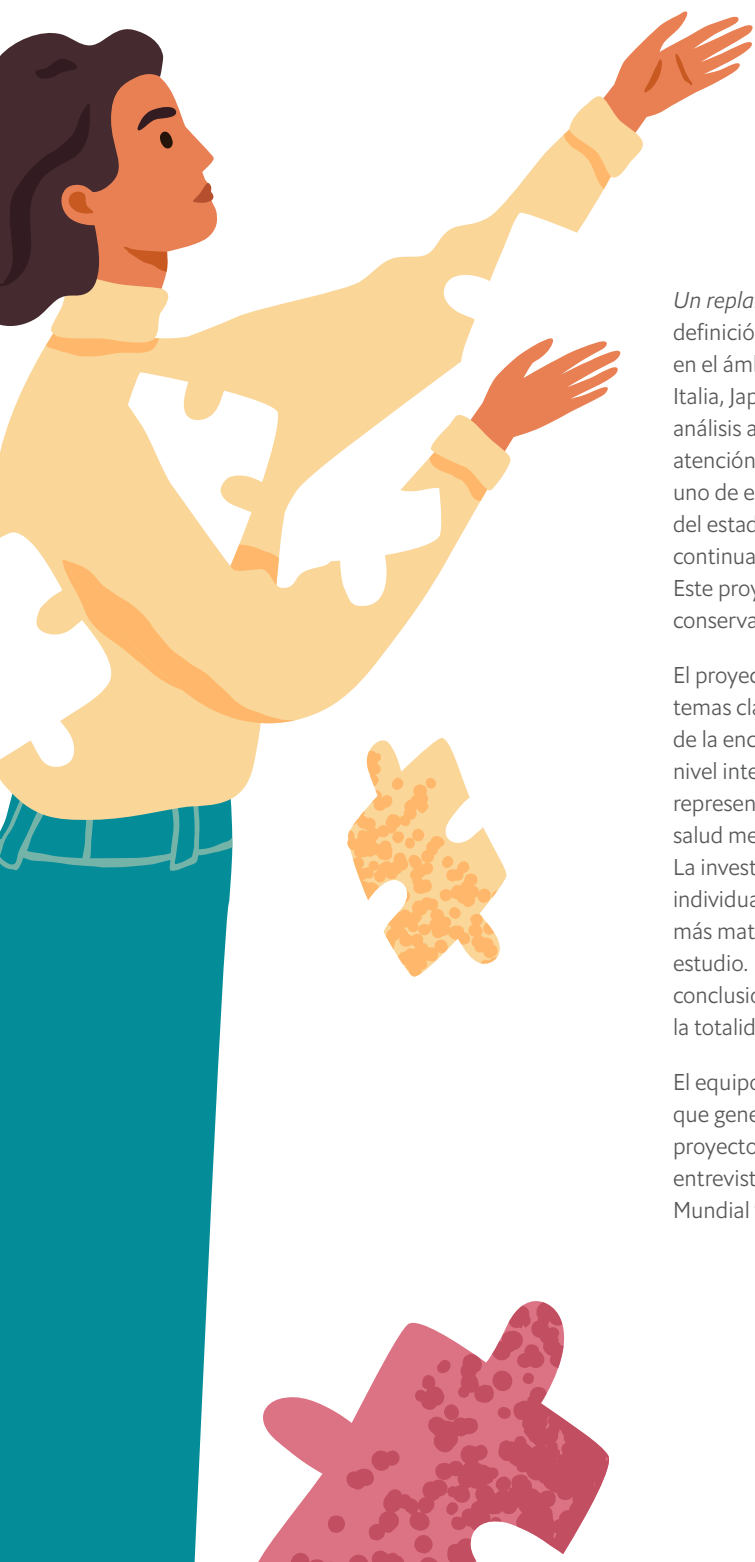 Un repla
definició
en el ám
Italia, Jap
análisis a
atención
uno de e
del estad
continua
Este proy
conserva
El proyec
temas cla
de la enc
nivel inte
represen
salud me
La invest
individua
más mat
estudio.
conclusio
la totalid
El equipo
que gene
proyecto
entrevist
Mundial